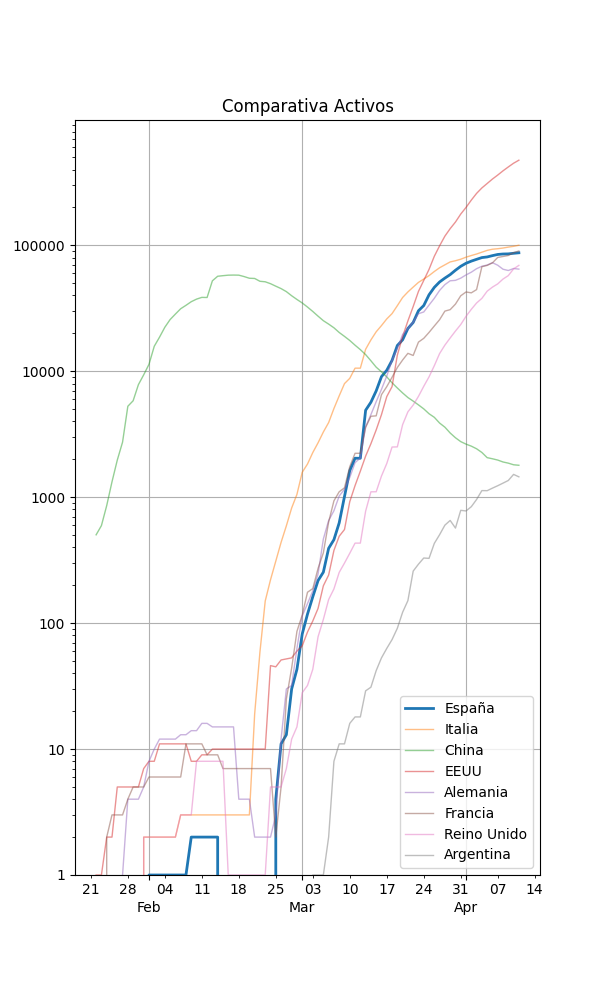 Comparativa Activos
100000
10000
1000
100
10
1
España
Italia
China
EEUU
Alemania
Francia
Reino Unido
Argentina
21 28 04 11 18 25 03 10 17 24 31 07 14
Feb Mar Apr